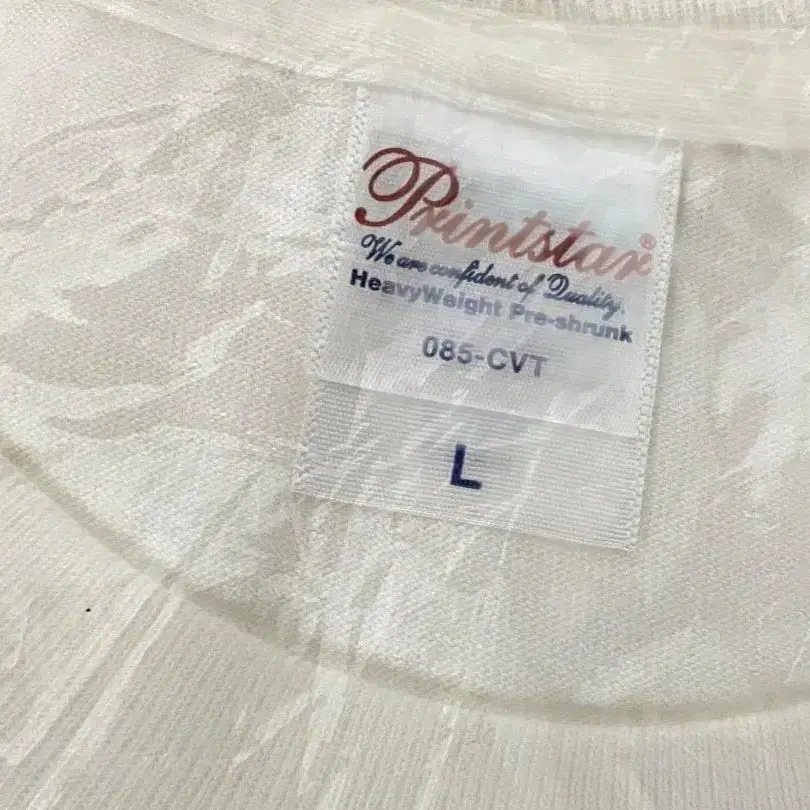 Printstar®
We are confident of Quality.
HeavyWeight Pre-shrunk
085-CVT
L